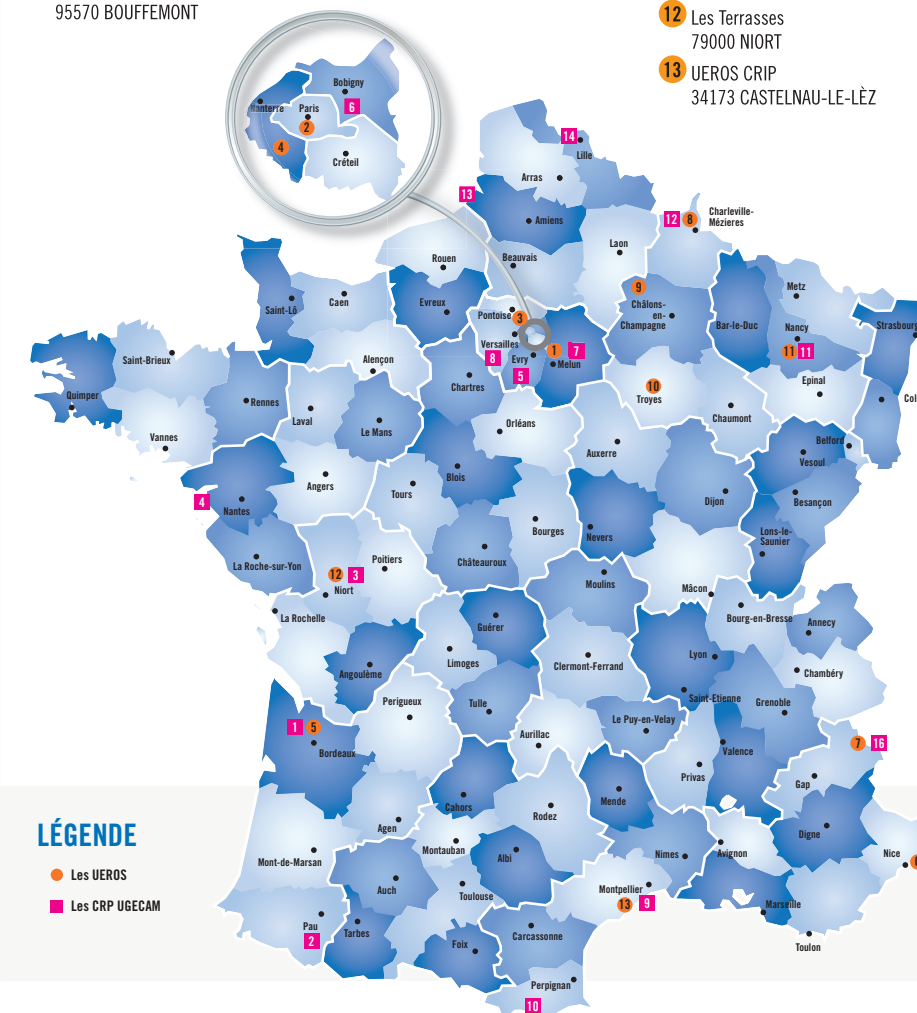 95570 BOUFFEMONT
12 Les Terrasses
79000 NIORT
13 UEROS CRIP
34173 CASTELNAU-LE-LÈZ
Bobigny
Nanterre
Paris
6
2
4
Créteil
14
Lille
Arras
13
Amiens
12
8
Charleville-
Mézieres
Laon
Beauvais
Rouen
9
Metz
Saint-Lô
Caen
Evreux
Châlons-
en-
Champagne
Pontoise
3
Bar-le-Duc
Nancy
Strasbourg
Versailles
8
Evry
5
1
7
Melun
11
11
Saint-Brieux
Alençon
Chartres
10
Troyes
Epinal
Quimper
Rennes
Laval
Le Mans
Orléans
Chaumont
Col
Vannes
Auxerre
Belford
Vesoul
Angers
Blois
Tours
Dijon
Besançon
4
Nantes
Bourges
Nevers
Lons-le-
Saunier
La Roche-sur-Yon
Poitiers
Châteauroux
12
3
Niort
Moulins
Mâcon
La Rochelle
Guérer
Bourg-en-Bresse
Annecy
Limoges
Clermont-Ferrand
Lyon
Angoulème
Chambéry
Perigueux
Tulle
Saint-Etienne
Grenoble
1
5
Bordeaux
Le Puy-en-Velay
Aurillac
Valence
7
16
Privas
Gap
Cahors
Mende
Rodez
LÉGENDE
Agen
Digne
Montauban
Albi
Nimes
Avignon
Nice
Mont-de-Marsan
Les UEROS
Auch
Toulouse
Montpellier
9
13
Les CRP UGECAM
Marseille
Pau
2
Tarbes
Foix
Carcassonne
Toulon
Perpignan
10